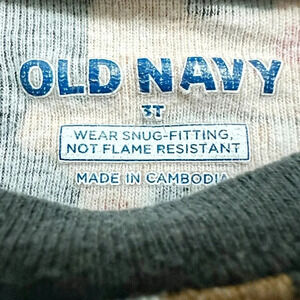 OLD NAVY
3T
WEAR SNUG-FITTING,
NOT FLAME RESISTANT
MADE IN CAMBODIA